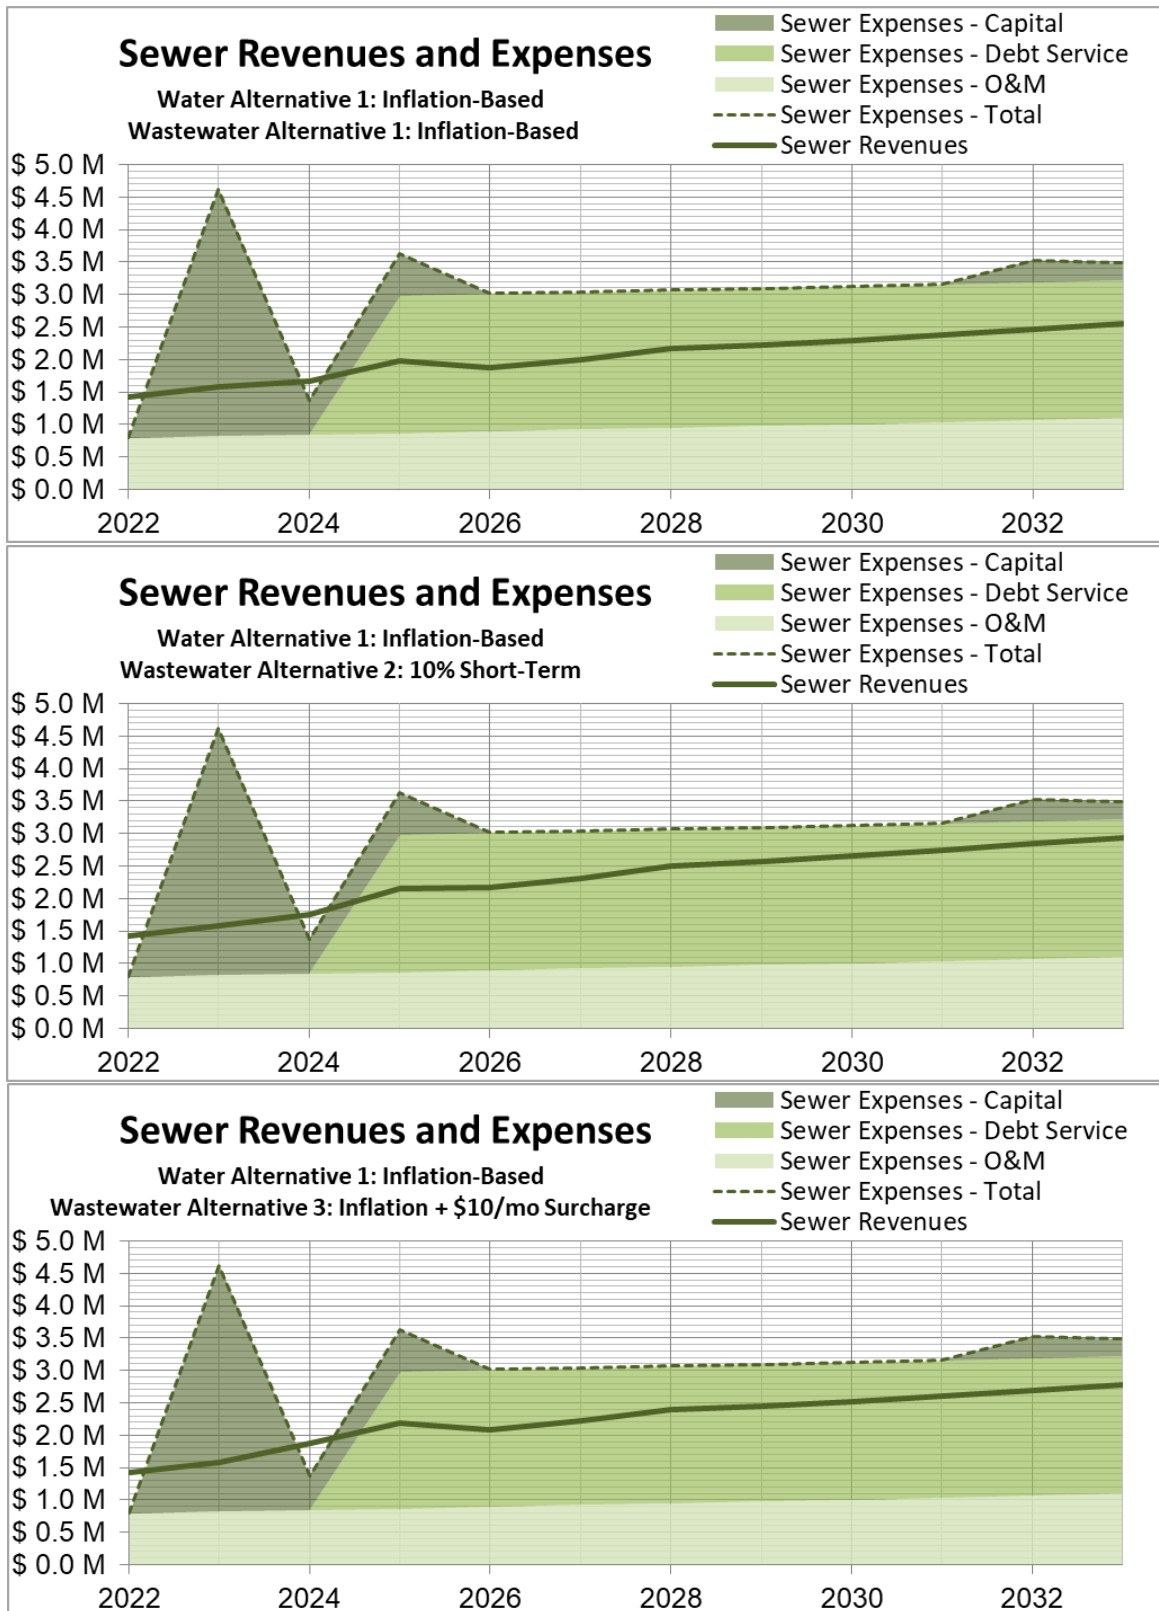 Sewer Revenues and Expenses
Water Alternative 1: Inflation-Based
Wastewater Alternative 1: Inflation-Based
Sewer Expenses - Capital
Sewer Expenses - Debt Service
Sewer Expenses - O&M
Sewer Expenses - Total
Sewer Revenues
$ 5.0 M
$ 4.5 M
$ 4.0 M
$ 3.5 M
$ 3.0 M
$ 2.5 M
$ 2.0 M
$ 1.5 M
$ 1.0 M
$ 0.5 M
$ 0.0 M
2022 2024 2026 2028 2030 2032
Sewer Revenues and Expenses
Water Alternative 1: Inflation-Based
Wastewater Alternative 2: 10% Short-Term
Sewer Expenses - Capital
Sewer Expenses - Debt Service
Sewer Expenses - O&M
Sewer Expenses - Total
Sewer Revenues
$ 5.0 M
$ 4.5 M
$ 4.0 M
$ 3.5 M
$ 3.0 M
$ 2.5 M
$ 2.0 M
$ 1.5 M
$ 1.0 M
$ 0.5 M
$ 0.0 M
2022 2024 2026 2028 2030 2032
Sewer Revenues and Expenses
Water Alternative 1: Inflation-Based
Wastewater Alternative 3: Inflation + $10/mo Surcharge
Sewer Expenses - Capital
Sewer Expenses - Debt Service
Sewer Expenses - O&M
Sewer Expenses - Total
Sewer Revenues
$ 5.0 M
$ 4.5 M
$ 4.0 M
$ 3.5 M
$ 3.0 M
$ 2.5 M
$ 2.0 M
$ 1.5 M
$ 1.0 M
$ 0.5 M
$ 0.0 M
2022 2024 2026 2028 2030 2032